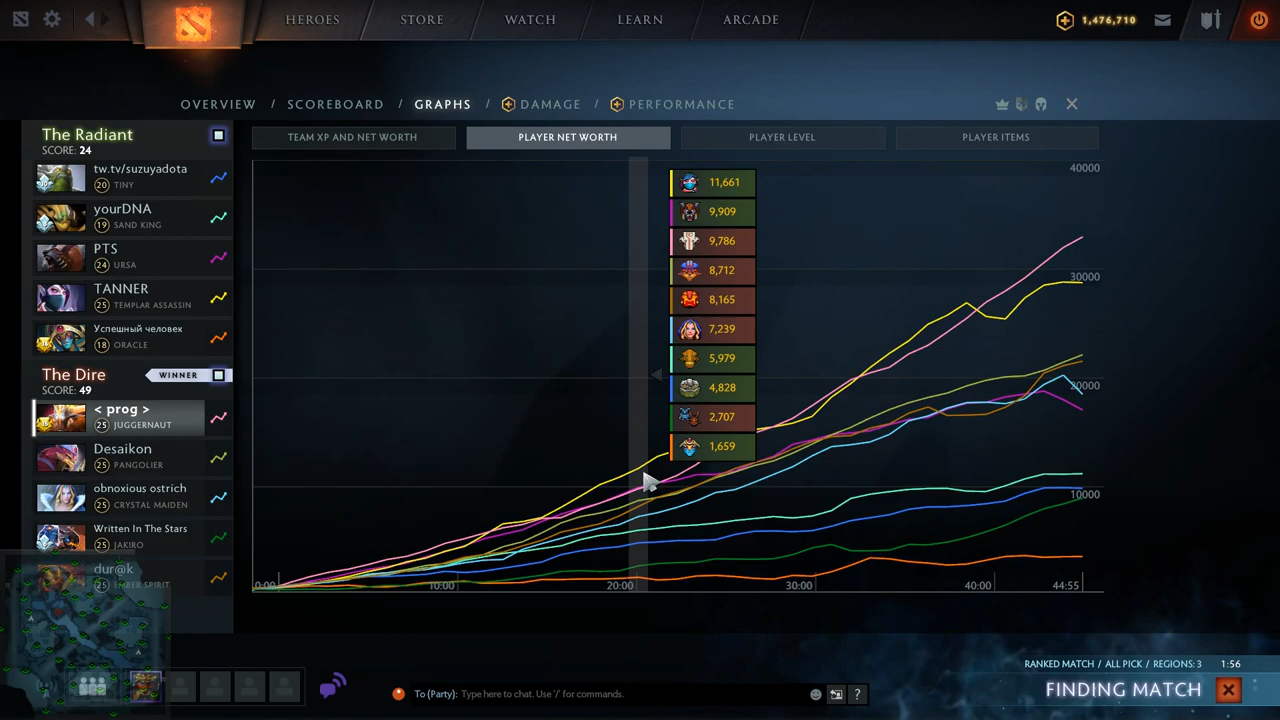 HEROES STORE WATCH LEARN ARCADE 1,476,710
OVERVIEW / SCOREBOARD / GRAPHS / DAMAGE / PERFORMANCE
The Radiant
SCORE: 24
tw.tv/suzuyadota
20 TINY
yourDNA
19 SAND KING
PTS
24 URSA
TANNER
25 TEMPLAR ASSASSIN
Успешный человек
18 ORACLE
The Dire WINNER
SCORE: 49
< prog >
25 JUGGERNAUT
Desaikon
25 PANGOLIER
obnoxious ostrich
25 CRYSTAL MAIDEN
Written In The Stars
25 JAKIRO
dur@k
25 EMBER SPIRIT
TEAM XP AND NET WORTH PLAYER NET WORTH PLAYER LEVEL PLAYER ITEMS
11,661
9,909
9,786
8,712
8,165
7,239
5,979
4,828
2,707
1,659
40000
30000
20000
10000
0:00 10:00 20:00 30:00 40:00 44:55
RANKED MATCH / ALL PICK / REGIONS: 3 1:56
FINDING MATCH
To (Party): Type here to chat. Use '/' for commands.
?